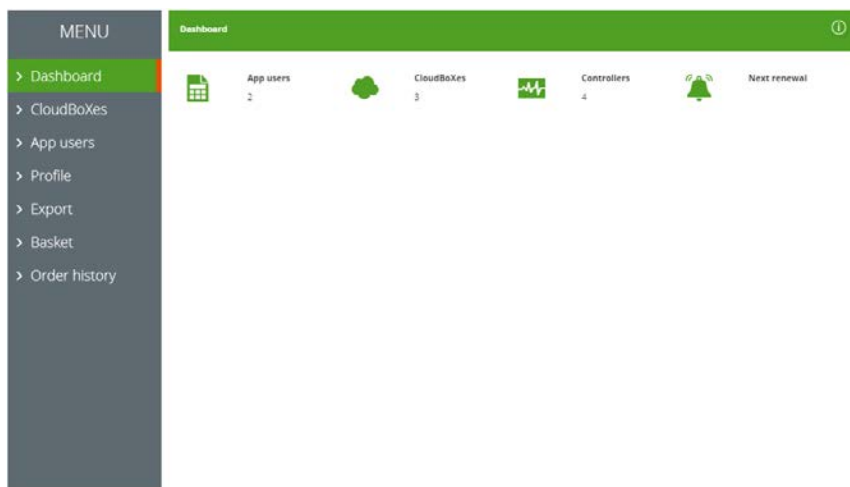 MENU
Dashboard
CloudBoXes
App users
Profile
Export
Basket
Order history
Dashboard
App users
2
CloudBoXes
3
Controllers
4
Next renewal